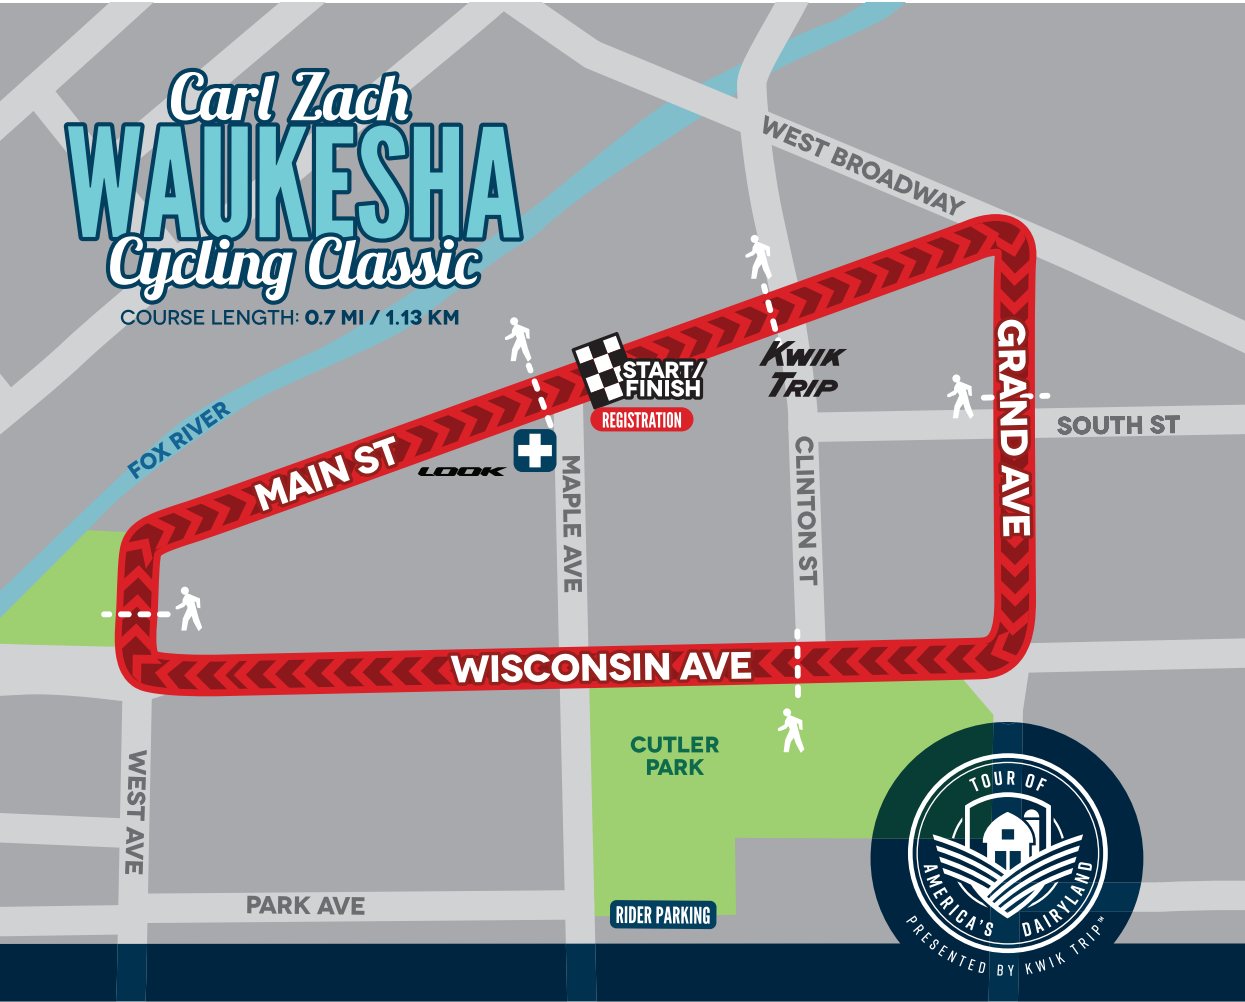 Carl Zach
WAUKESHA
Cycling Classic
COURSE LENGTH: 0.7 MI / 1.13 KM
WEST BROADWAY
KWIK
TRIP
START/
FINISH
REGISTRATION
GRAND AVE
SOUTH ST
FOX RIVER
MAIN ST
LOOK
MAPLE AVE
CLINTON ST
WISCONSIN AVE
CUTLER
PARK
WEST AVE
PARK AVE
RIDER PARKING
TOUR OF
AMERICA'S DAIRYLAND
PRESENTED BY KWIK TRIP™